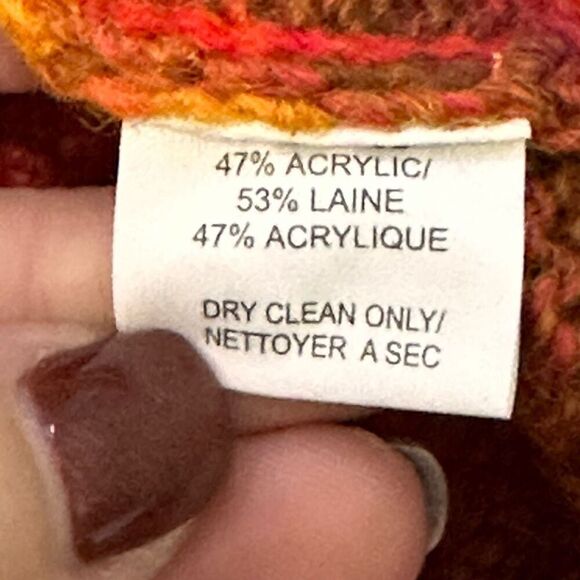 47% ACRYLIC/
53% LAINE
47% ACRYLIQUE
DRY CLEAN ONLY/
NETTOYER A SEC